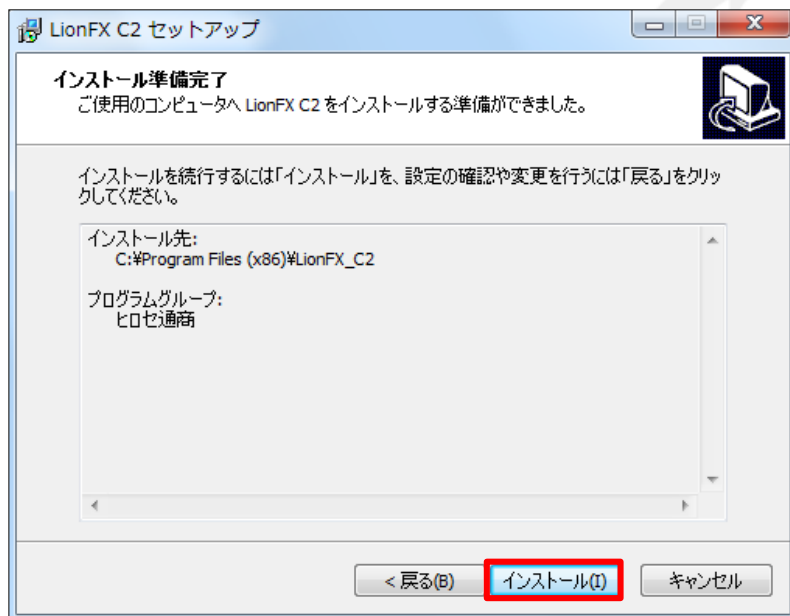 LionFX C2 セットアップ
インストール準備完了
ご使用のコンピュータへ LionFX C2 をインストールする準備ができました。
インストールを続行するには「インストール」を、設定の確認や変更を行うには「戻る」をクリッ
クしてください。
インストール先:
C:¥Program Files (x86)¥LionFX_C2
プログラムグループ:
ヒロセ通商
< 戻る(B) インストール(I) キャンセル